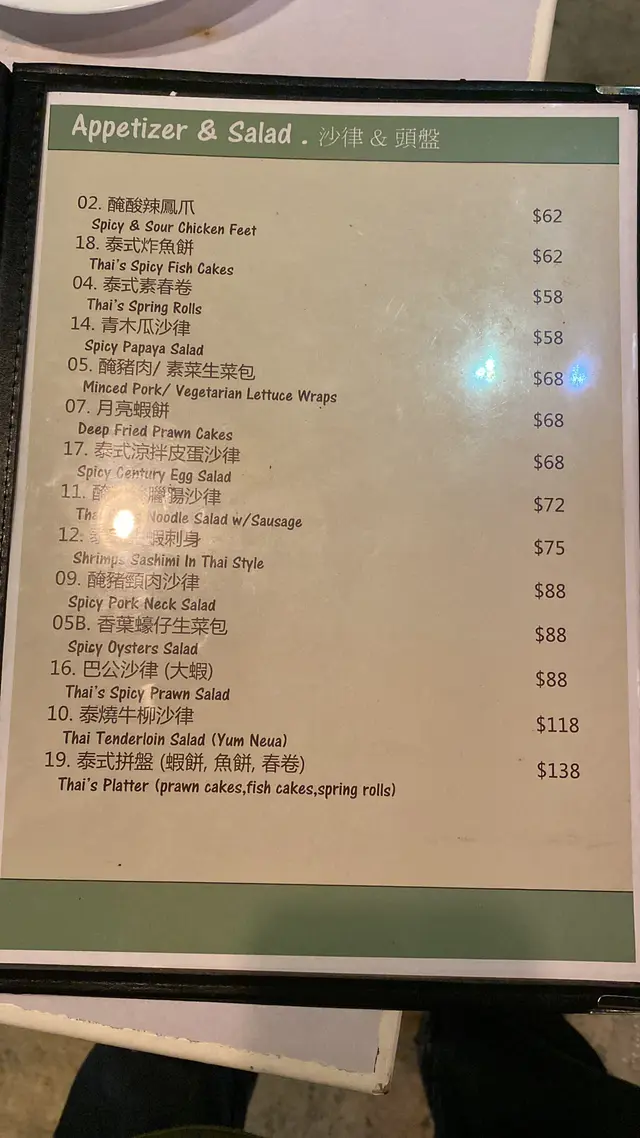 Appetizer & Salad . 沙律 & 頭盤
02. 醃酸辣鳳爪 $62
Spicy & Sour Chicken Feet
18. 泰式炸魚餅 $62
Thai's Spicy Fish Cakes
04. 泰式素春卷 $58
Thai's Spring Rolls
14. 青木瓜沙律 $58
Spicy Papaya Salad
05. 醃豬肉/ 素菜生菜包 $68
Minced Pork/ Vegetarian Lettuce Wraps
07. 月亮蝦餅 $68
Deep Fried Prawn Cakes
17. 泰式涼拌皮蛋沙律 $68
Spicy Century Egg Salad
11. 醃 臘腸沙律 $72
Noodle Salad w/Sausage
12. 蝦刺身 $75
Shrimps Sashimi In Thai Style
09. 醃豬頸肉沙律 $88
Spicy Pork Neck Salad
05B. 香葉蠔仔生菜包 $88
Spicy Oysters Salad
16. 巴公沙律 (大蝦) $88
Thai's Spicy Prawn Salad
10. 泰燒牛柳沙律 $118
Thai Tenderloin Salad (Yum Neua)
19. 泰式拼盤 (蝦餅, 魚餅, 春卷) $138
Thai's Platter (prawn cakes,fish cakes,spring rolls)